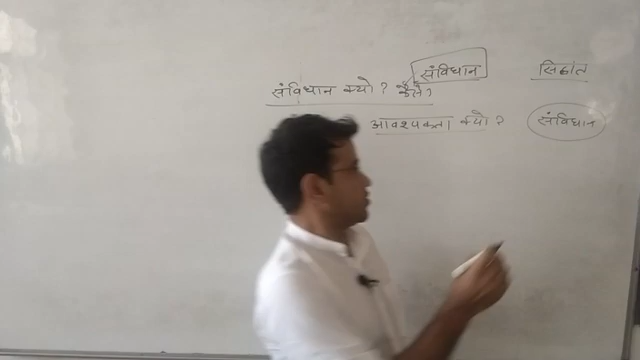 संविधान सिद्धांत
संविधान क्यो? कैसे?
आवश्यकता क्यो? संविधान